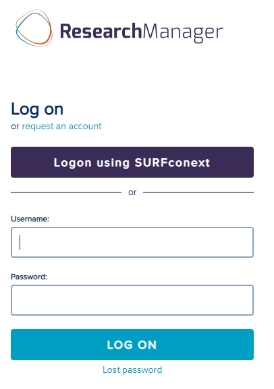 ResearchManager
Log on
or request an account
Logon using SURFconext
or
Username:
Password:
LOG ON
Lost password